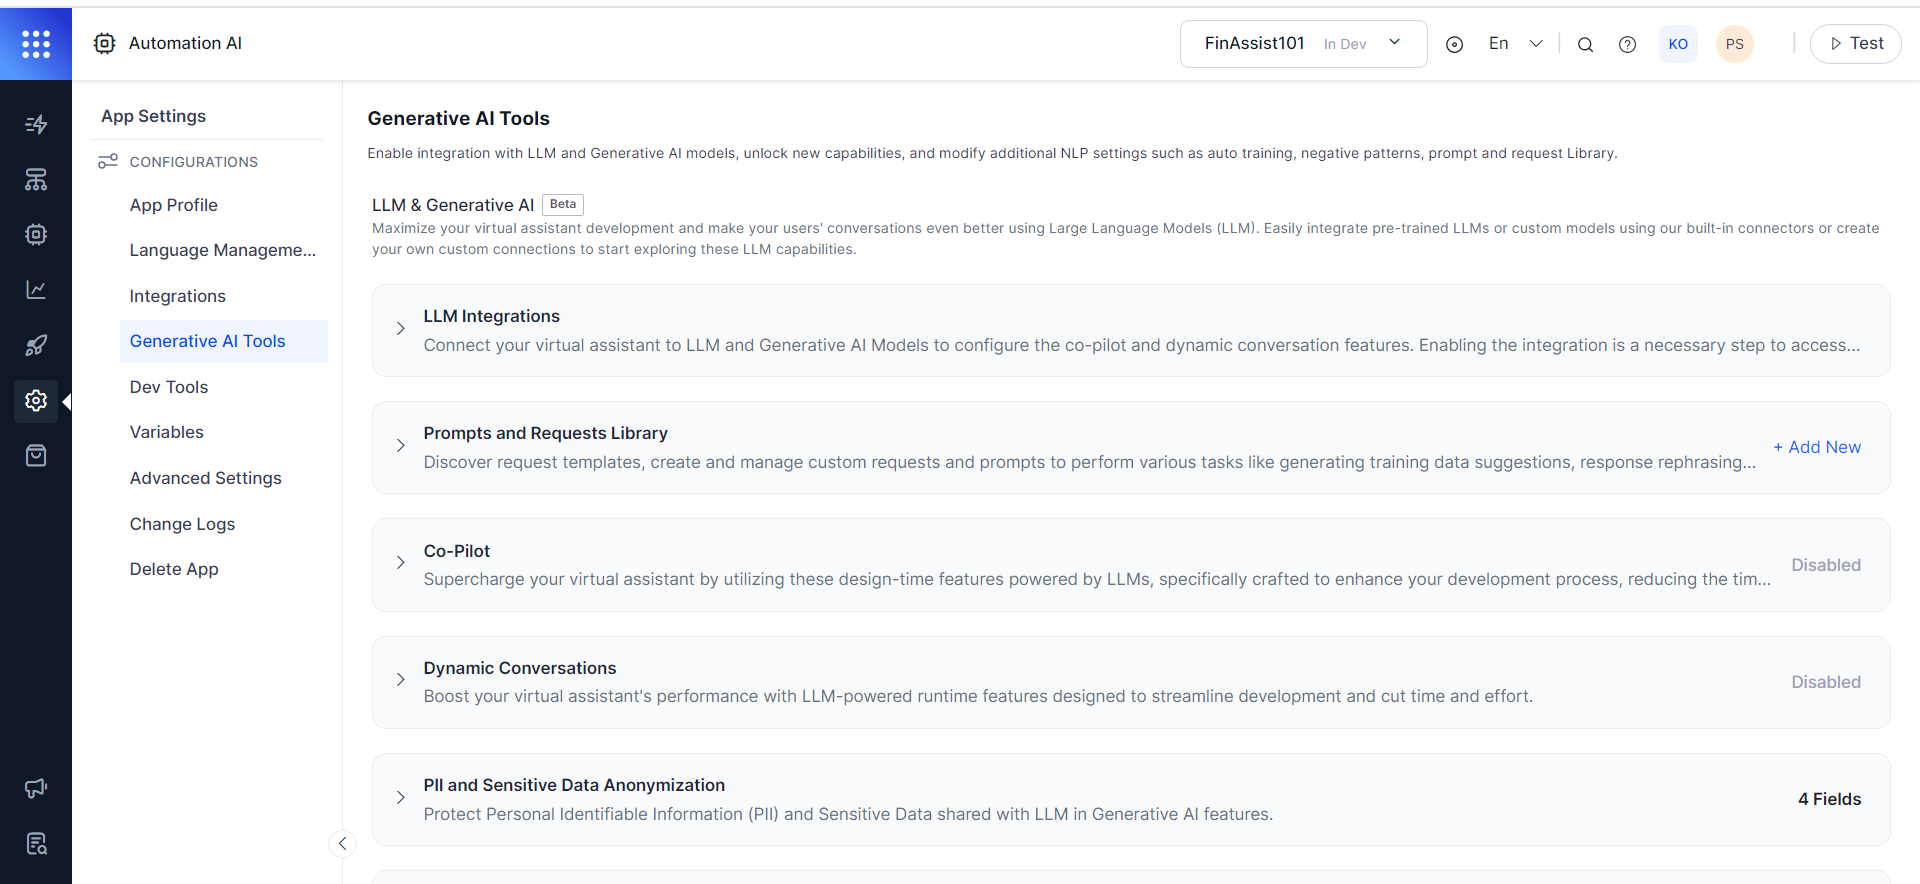 Automation AI
FinAssist101 In Dev
En
KO
PS
Test
App Settings
CONFIGURATIONS
App Profile
Language Manageme...
Integrations
Generative AI Tools
Dev Tools
Variables
Advanced Settings
Change Logs
Delete App
Generative AI Tools
Enable integration with LLM and Generative AI models, unlock new capabilities, and modify additional NLP settings such as auto training, negative patterns, prompt and request Library.
LLM & Generative AI Beta
Maximize your virtual assistant development and make your users' conversations even better using Large Language Models (LLM). Easily integrate pre-trained LLMs or custom models using our built-in connectors or create
your own custom connections to start exploring these LLM capabilities.
LLM Integrations
Connect your virtual assistant to LLM and Generative AI Models to configure the co-pilot and dynamic conversation features. Enabling the integration is a necessary step to access...
Prompts and Requests Library
Discover request templates, create and manage custom requests and prompts to perform various tasks like generating training data suggestions, response rephrasing...
+ Add New
Co-Pilot
Supercharge your virtual assistant by utilizing these design-time features powered by LLMs, specifically crafted to enhance your development process, reducing the tim...
Disabled
Dynamic Conversations
Boost your virtual assistant's performance with LLM-powered runtime features designed to streamline development and cut time and effort.
Disabled
PII and Sensitive Data Anonymization
Protect Personal Identifiable Information (PII) and Sensitive Data shared with LLM in Generative AI features.
4 Fields